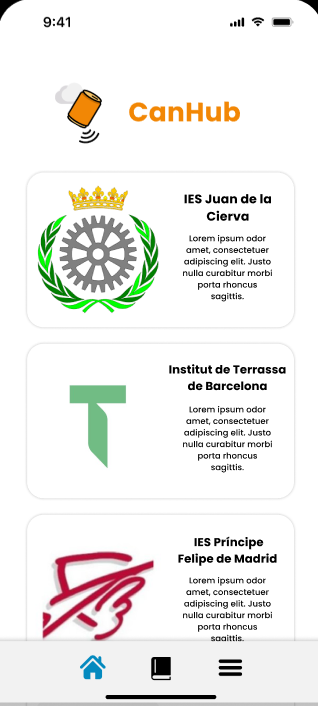 9:41
CanHub
IES Juan de la
Cierva
Lorem ipsum odor
amet, consectetuer
adipiscing elit. Justo
nulla curabitur morbi
porta rhoncus
sagittis.
Institut de Terrassa
de Barcelona
Lorem ipsum odor
amet, consectetuer
adipiscing elit. Justo
nulla curabitur morbi
porta rhoncus
sagittis.
T
IES Príncipe
Felipe de Madrid
Lorem ipsum odor
amet, consectetuer
adipiscing elit. Justo
nulla curabitur morbi
porta rhoncus
sagittis.